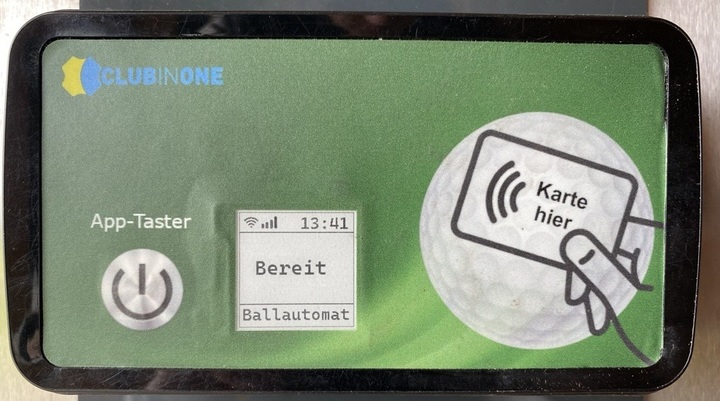 CLUBINONE
App-Taster
13:41
Bereit
Ballautomat
Karte
hier